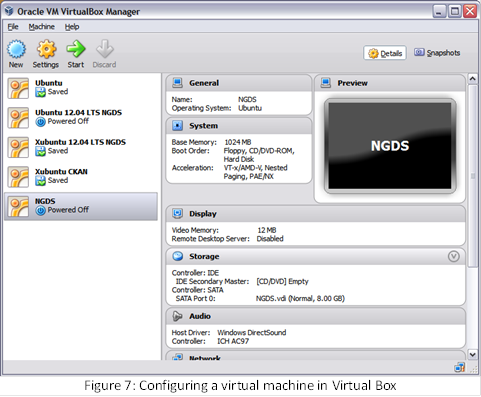 Oracle VM VirtualBox Manager
File Machine Help
New Settings Start Discard
Details Snapshots
Ubuntu
Saved
Ubuntu 12.04 LTS NGDS
Powered Off
Xubuntu 12.04 LTS NGDS
Saved
Xubuntu CKAN
Saved
NGDS
Powered Off
General
Name: NGDS
Operating System: Ubuntu
System
Base Memory: 1024 MB
Boot Order: Floppy, CD/DVD-ROM,
Hard Disk
Acceleration: VT-x/AMD-V, Nested
Paging, PAE/NX
Preview
NGDS
Display
Video Memory: 12 MB
Remote Desktop Server: Disabled
Storage
Controller: IDE
IDE Secondary Master: [CD/DVD] Empty
Controller: SATA
SATA Port 0: NGDS.vdi (Normal, 8.00 GB)
Audio
Host Driver: Windows DirectSound
Controller: ICH AC97
Network
Figure 7: Configuring a virtual machine in Virtual Box